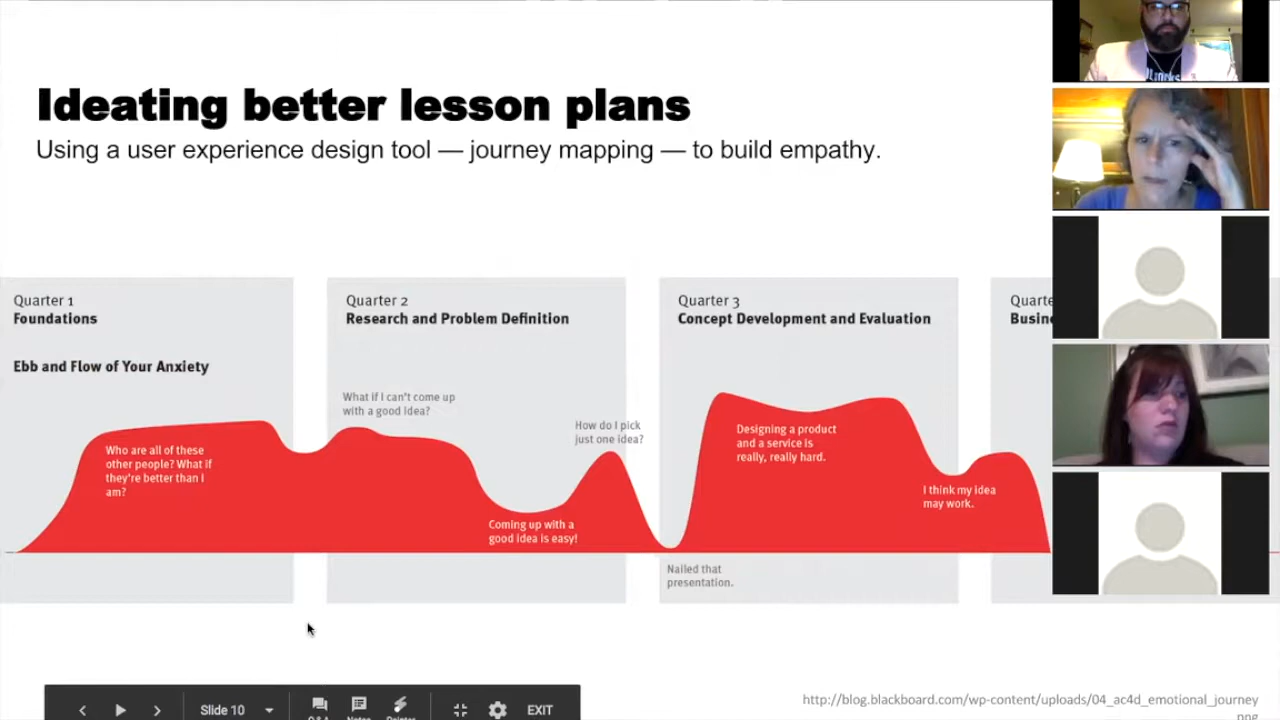 Ideating better lesson plans
Using a user experience design tool — journey mapping — to build empathy.
Quarter 1
Foundations
Ebb and Flow of Your Anxiety
Who are all of these
other people? What if
they're better than I
am?
Quarter 2
Research and Problem Definition
What if I can't come up
with a good idea?
How do I pick
just one idea?
Coming up with a
good idea is easy!
Quarter 3
Concept Development and Evaluation
Designing a product
and a service is
really, really hard.
I think my idea
may work.
Nailed that
presentation.
Slide 10
EXIT
http://blog.blackboard.com/wp-content/uploads/04_ac4d_emotional_journey